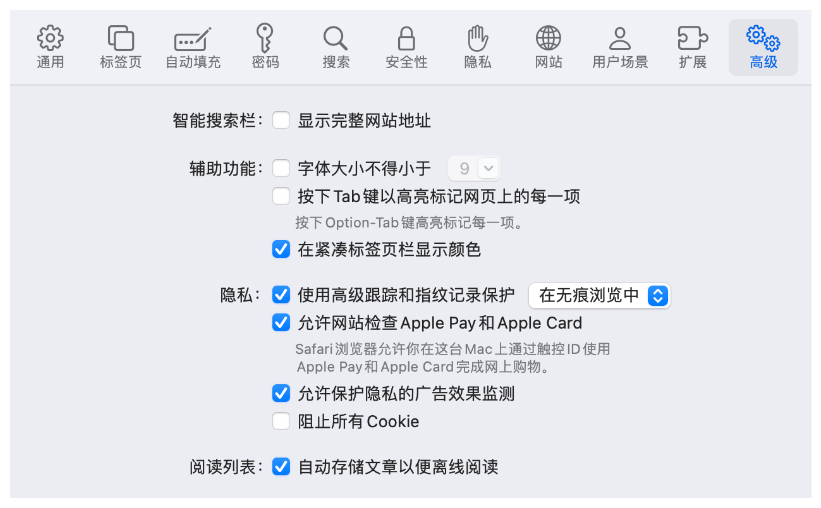 通用 标签页 自动填充 密码 搜索 安全性 隐私 网站 用户场景 扩展 高级
智能搜索栏: 显示完整网站地址
辅助功能: 字体大小不得小于 9
按下 Tab 键以高亮标记网页上的每一项
按下 Option-Tab 键高亮标记每一项。
在紧凑标签页栏显示颜色
隐私: 使用高级跟踪和指纹记录保护 在无痕浏览中
允许网站检查 Apple Pay 和 Apple Card
Safari 浏览器允许你在这台 Mac 上通过触控 ID 使用
Apple Pay 和 Apple Card 完成网上购物。
允许保护隐私的广告效果监测
阻止所有 Cookie
阅读列表: 自动存储文章以便离线阅读